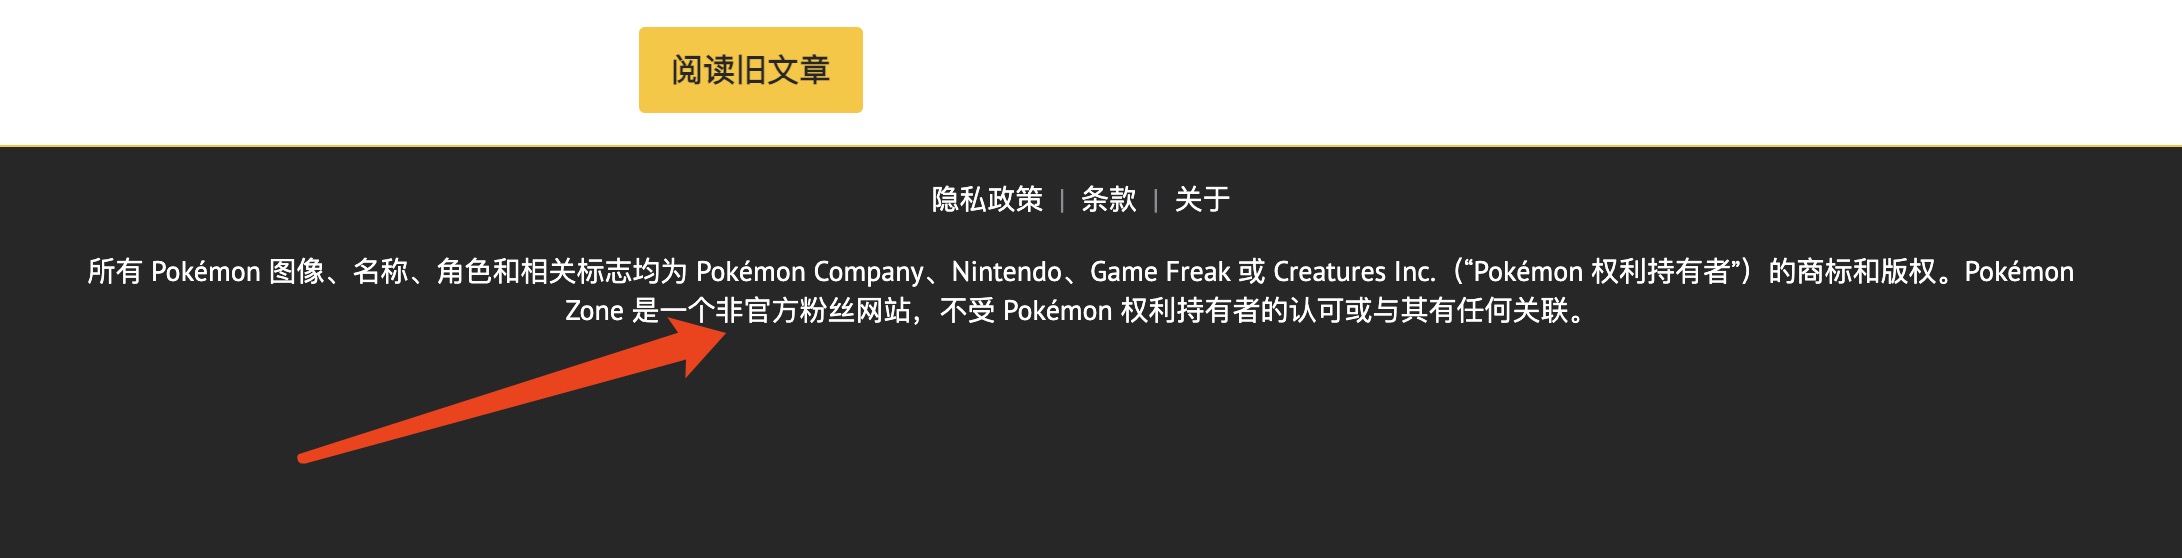 阅读旧文章
隐私政策 | 条款 | 关于
所有 Pokémon 图像、名称、角色和相关标志均为 Pokémon Company、Nintendo、Game Freak 或 Creatures Inc.（“Pokémon 权利持有者”）的商标和版权。Pokémon
Zone 是一个非官方粉丝网站，不受 Pokémon 权利持有者的认可或与其有任何关联。